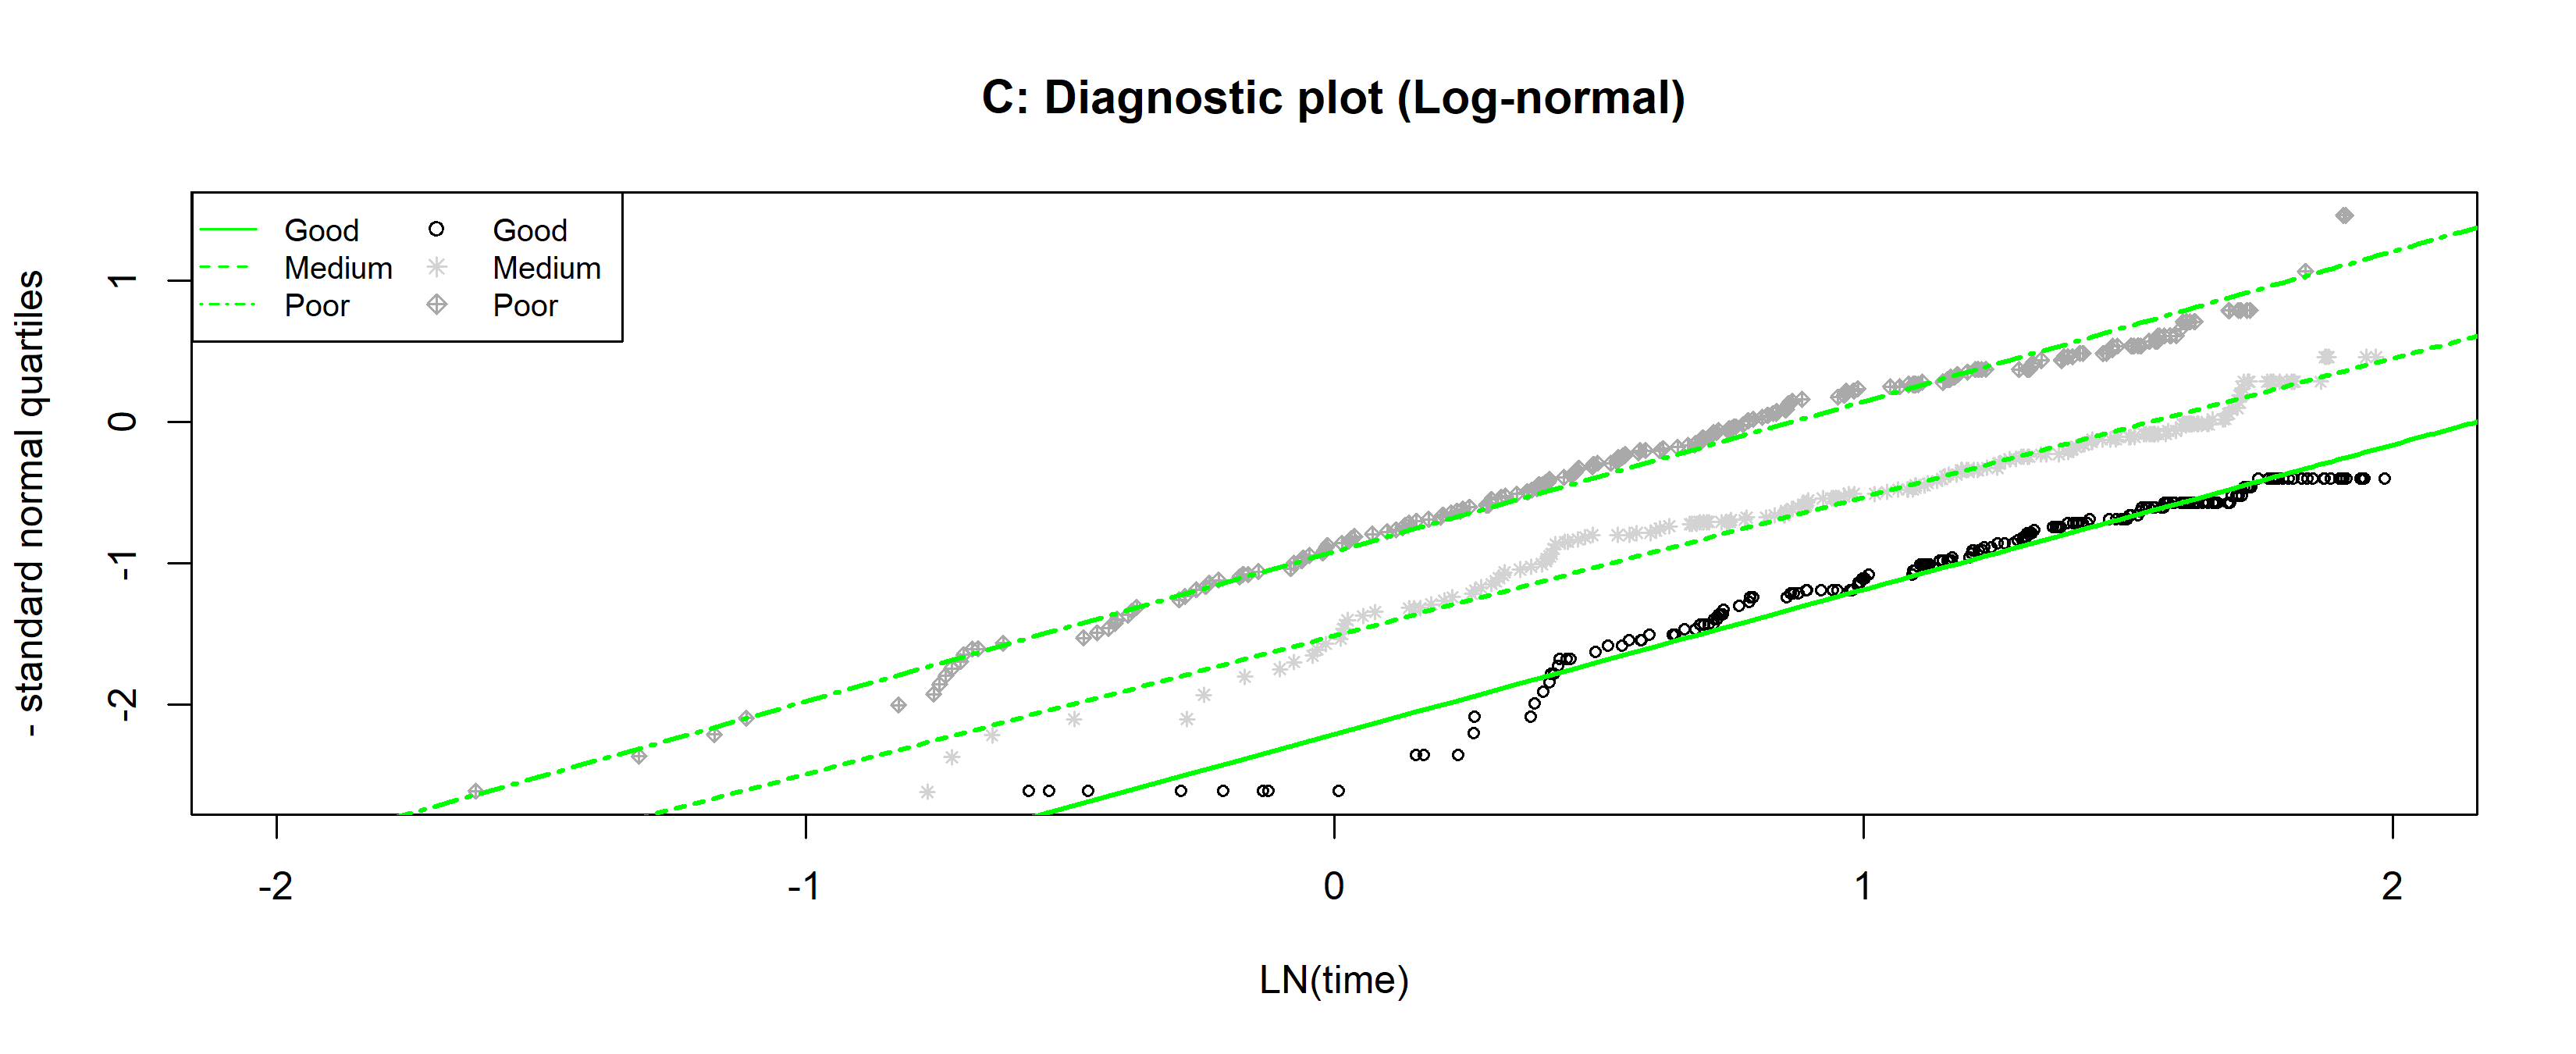 C: Diagnostic plot (Log-normal)
Good Good
Medium Medium
Poor Poor
- standard normal quartiles
1
0
-1
-2
-2 -1 0 1 2
LN(time)